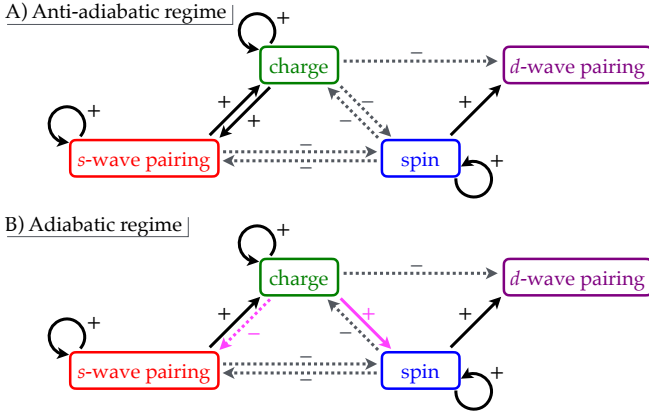 A) Anti-adiabatic regime
+
charge
−
d-wave pairing
+
+
+
−
−
+
s-wave pairing
−
−
spin
+
B) Adiabatic regime
+
charge
−
d-wave pairing
+
+
−
+
−
+
s-wave pairing
−
−
spin
+